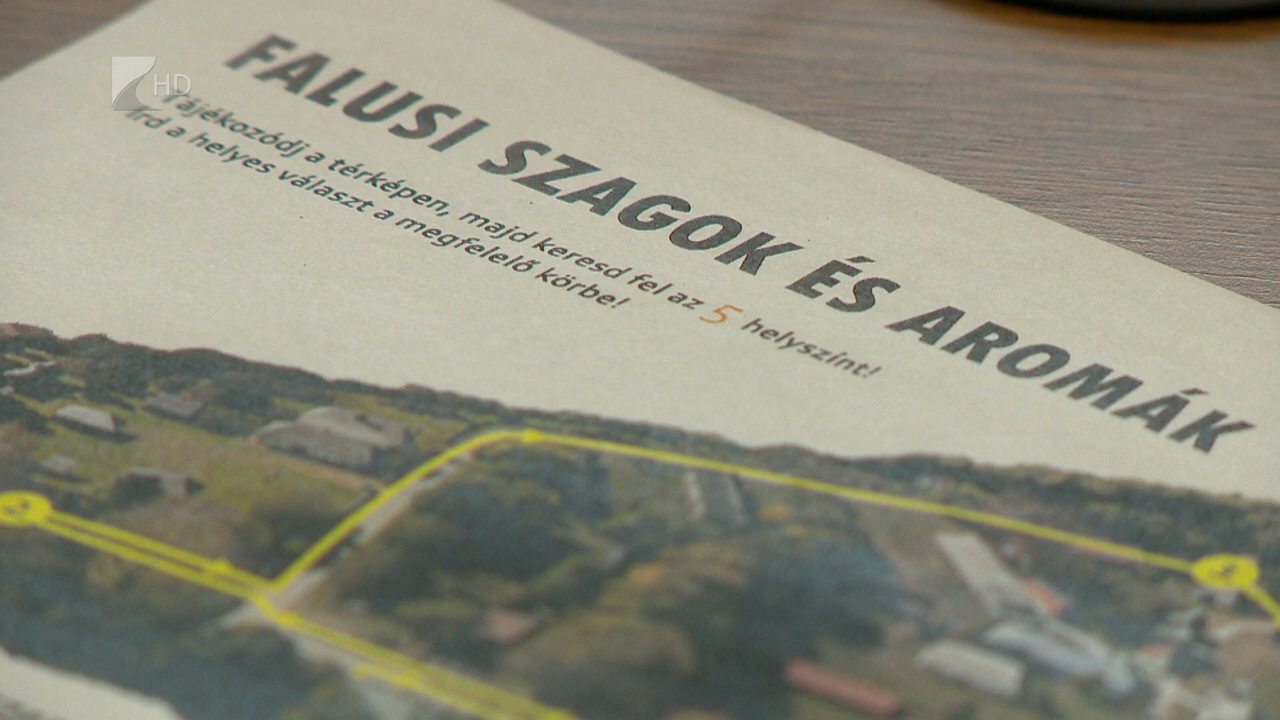 HD
FALUSI SZAGOK ÉS AROMÁK
Tájékozódj a térképen, majd keresd fel az 5 helyszínt!
Írd a helyes választ a megfelelő körbe!